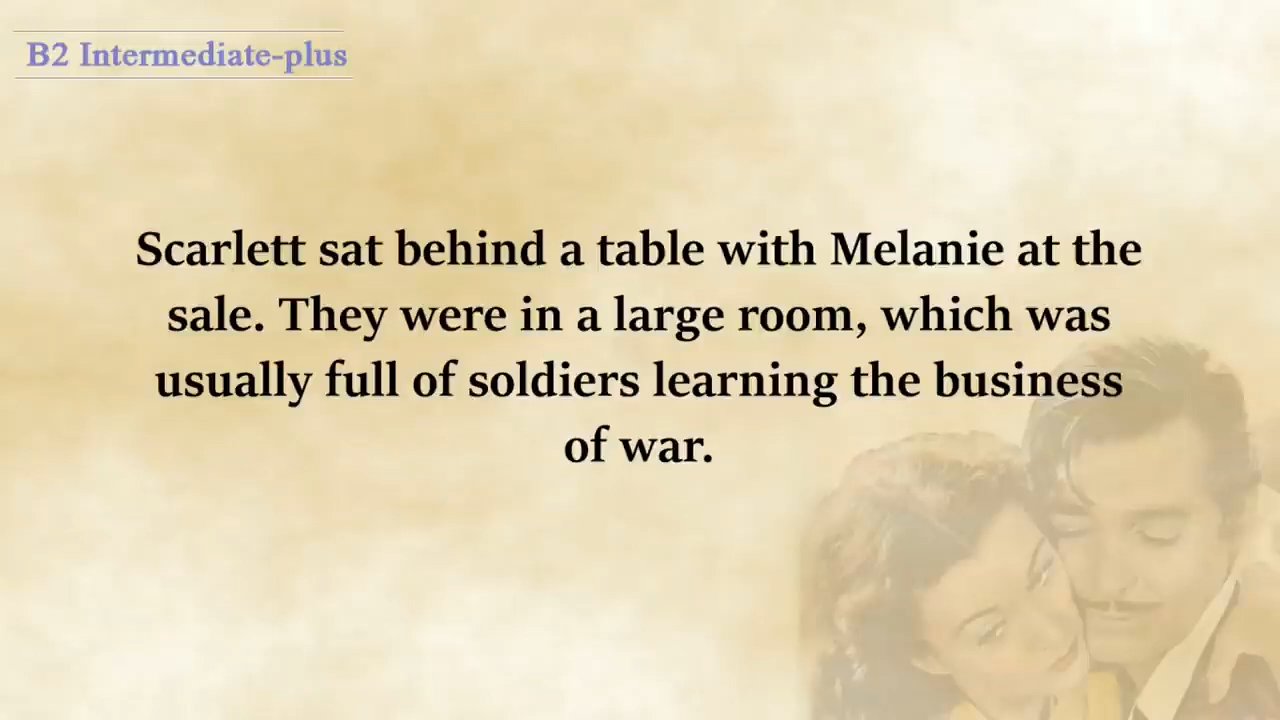 B2 Intermediate-plus
Scarlett sat behind a table with Melanie at the
sale. They were in a large room, which was
usually full of soldiers learning the business
of war.